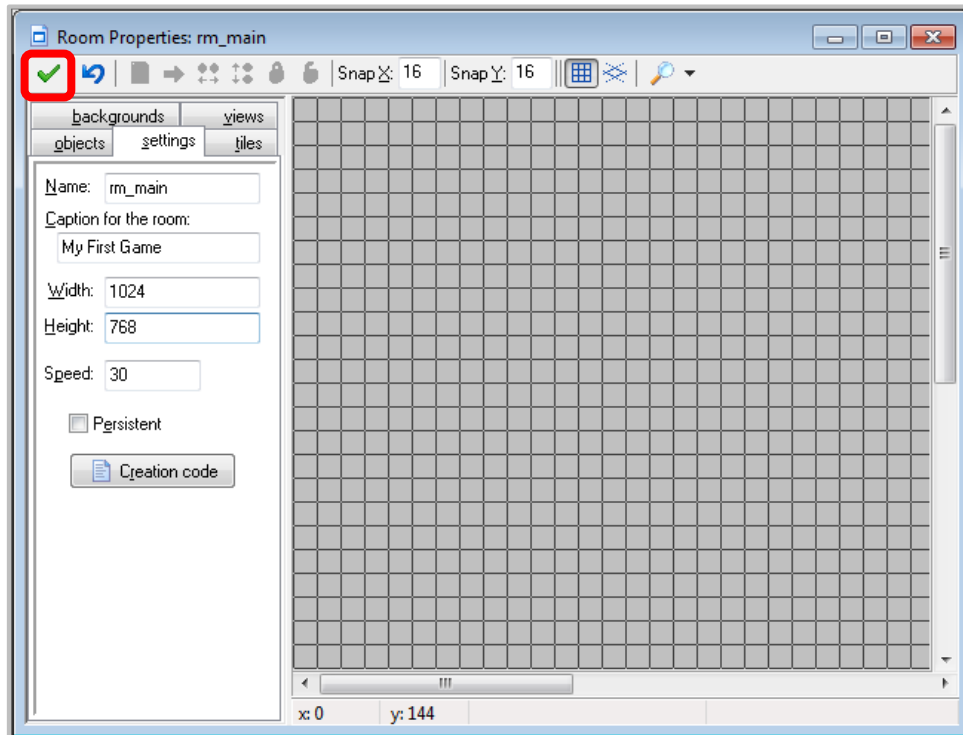 Room Properties: rm_main
Snap X: 16 Snap Y: 16
backgrounds views
objects settings tiles
Name: rm_main
Caption for the room:
My First Game
Width: 1024
Height: 768
Speed: 30
Persistent
Creation code
x: 0 y: 144